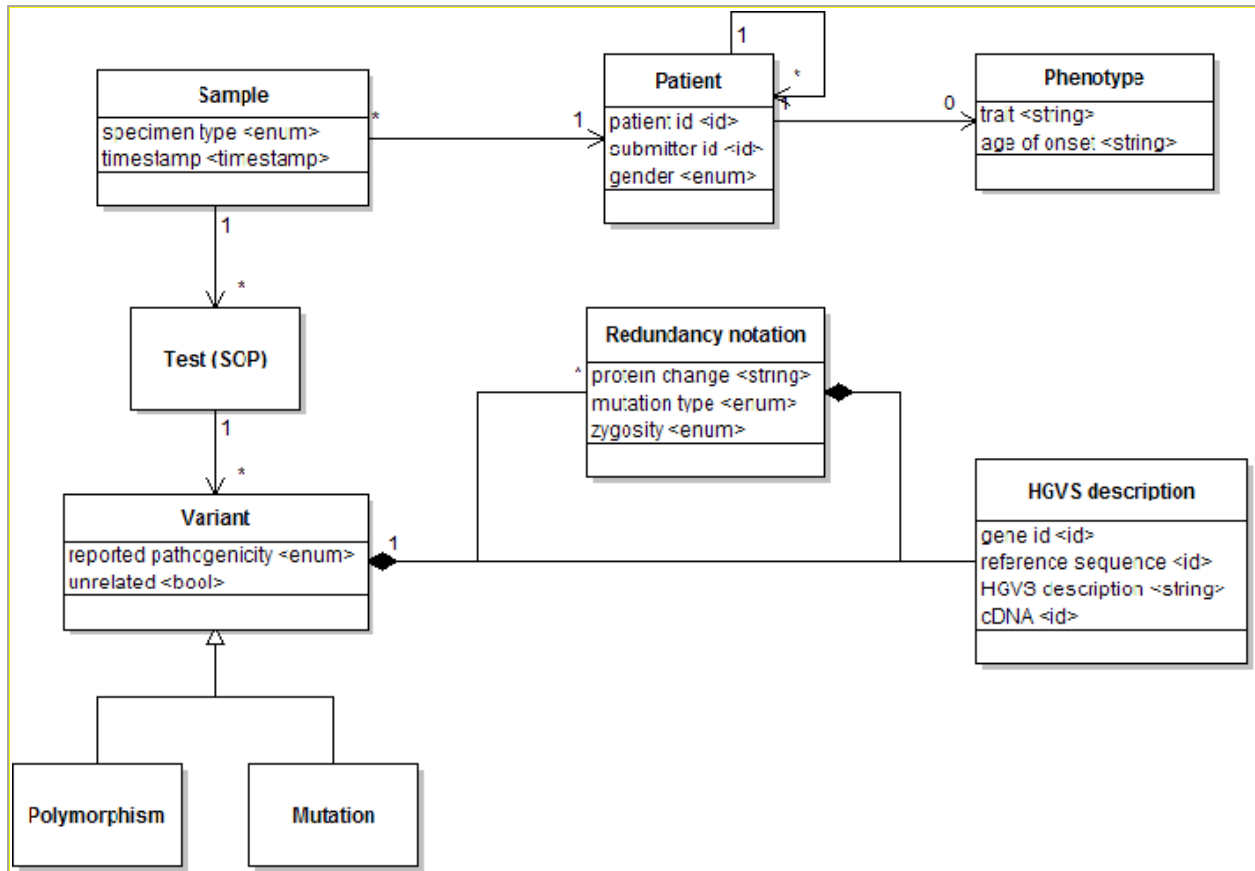 1
*
Sample
specimen type <enum>
timestamp <timestamp>
*
1
Patient
patient id <id>
submitter id <id>
gender <enum>
1
0
Phenotype
trait <string>
age of onset <string>
1
*
Test (SOP)
1
*
Redundancy notation
protein change <string>
mutation type <enum>
zygosity <enum>
*
Variant
reported pathogenicity <enum>
unrelated <bool>
1
HGVS description
gene id <id>
reference sequence <id>
HGVS description <string>
cDNA <id>
Polymorphism
Mutation